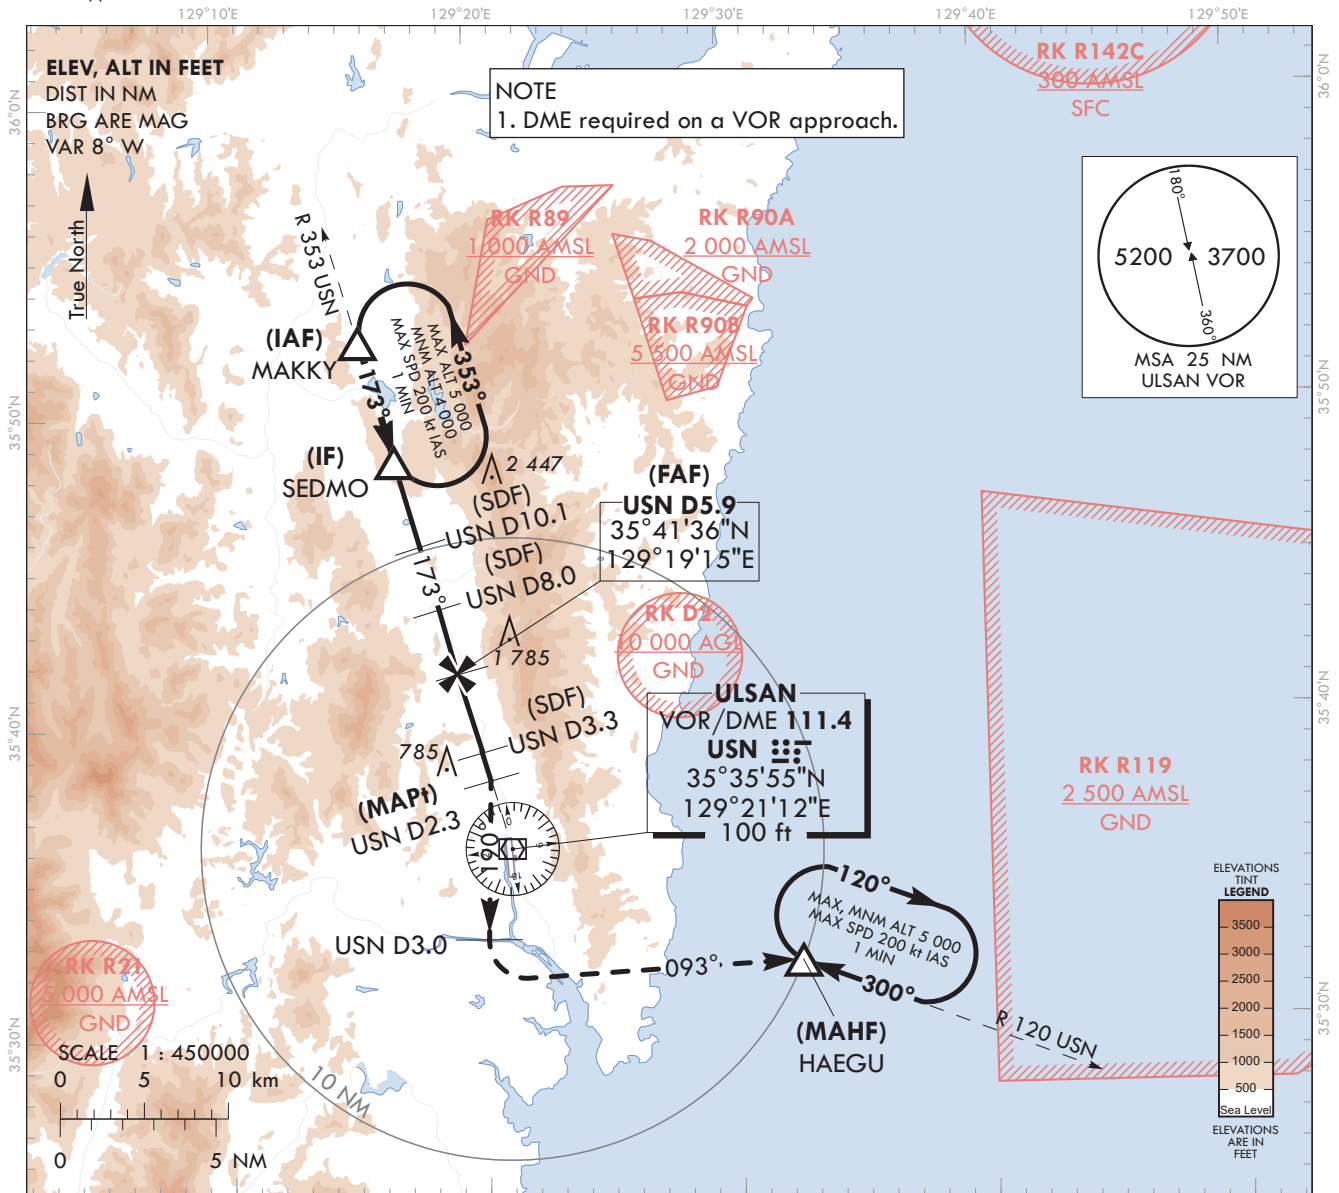 129°10'E
129°20'E
129°30'E
129°40'E
129°50'E
36°0'N
36°0'N
ELEV, ALT IN FEET
DIST IN NM
BRG ARE MAG
VAR 8° W
True North
NOTE
1. DME required on a VOR approach.
RK R142C
300 AMSL
SFC
180°
5200
3700
360°
MSA 25 NM
ULSAN VOR
RK R89
1 000 AMSL
GND
RK R90A
2 000 AMSL
GND
RK R90B
5 500 AMSL
GND
R 353 USN
(IAF)
MAKKY
173°
353°
MAX ALT 5 000
MNM ALT 4 000
MAX SPD 200 kt IAS
1 MIN
35°50'N
35°50'N
(IF)
SEDMO
2 447
(SDF)
USN D10.1
(FAF)
USN D5.9
35°41'36"N
129°19'15"E
(SDF)
USN D8.0
173°
1 785
RK D2
10 000 AGL
GND
35°40'N
35°40'N
(SDF)
USN D3.3
785
(MAPt)
USN D2.3
ULSAN
VOR/DME 111.4
USN
35°35'55"N
129°21'12"E
100 ft
190°
USN D3.0
093°
120°
MAX, MNM ALT 5 000
MAX SPD 200 kt IAS
1 MIN
300°
(MAHF)
HAEGU
R 120 USN
RK R119
2 500 AMSL
GND
RK R21
5 000 AMSL
GND
35°30'N
35°30'N
SCALE 1 : 450000
0 5 10 km
0 5 NM
10 NM
ELEVATIONS
TINT
LEGEND
3500
3000
2500
2000
1500
1000
500
Sea Level
ELEVATIONS
ARE IN
FEET